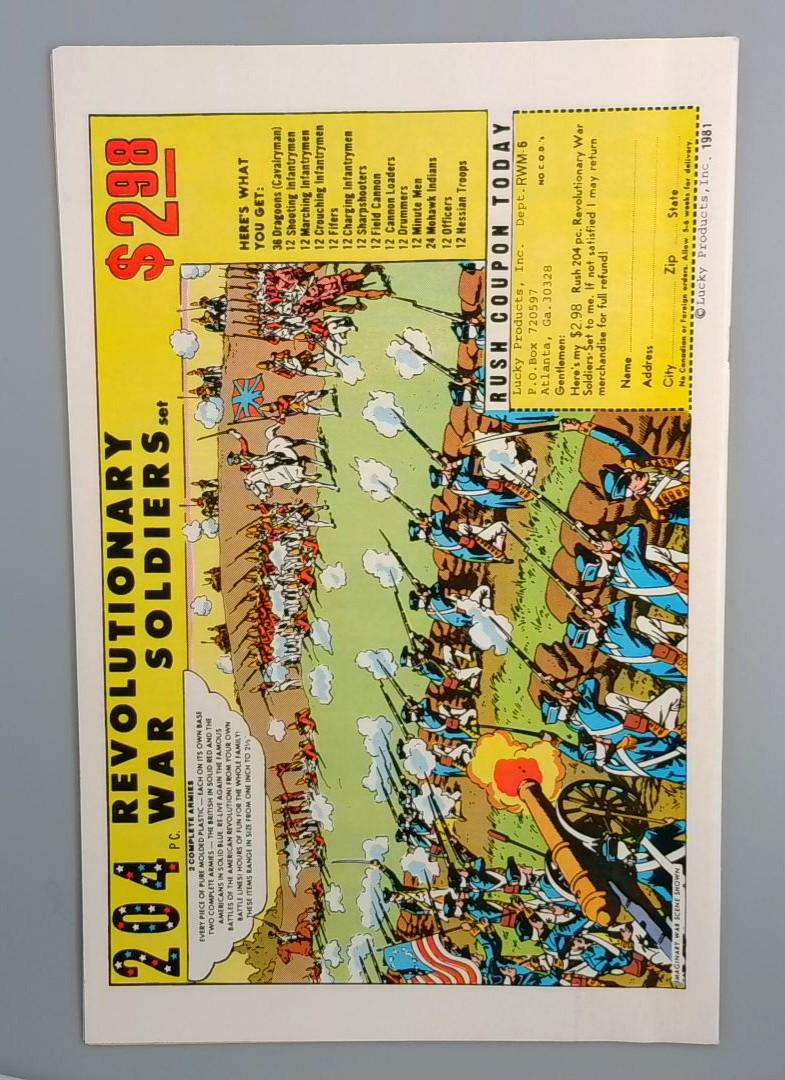 204 PC. REVOLUTIONARY
WAR SOLDIERS set
$298
2 COMPLETE ARMIES
EVERY PIECE OF PURE MOLDED PLASTIC — EACH ON ITS OWN BASE
TWO COMPLETE ARMIES — THE BRITISH IN SOLID RED AND THE
AMERICANS IN SOLID BLUE. RE-LIVE AGAIN THE FAMOUS
BATTLES OF THE AMERICAN REVOLUTION! FROM YOUR OWN
BATTLE LINES! HOURS OF FUN FOR THE WHOLE FAMILY!
THESE ITEMS RANGE IN SIZE FROM ONE INCH TO 2½
HERE'S WHAT
YOU GET:
36 Dragoons (Cavalryman)
12 Shooting Infantrymen
12 Marching Infantrymen
12 Crouching Infantrymen
12 Fifers
12 Charging Infantrymen
12 Sharpshooters
12 Field Cannon
12 Cannon Loaders
12 Drummers
12 Minute Men
24 Mohawk Indians
12 Officers
12 Hessian Troops
IMAGINARY WAR SCENE SHOWN
RUSH COUPON TODAY
Lucky Products, Inc. Dept. RWM-6
P.O.Box 720597
Atlanta, Ga.30328
NO C.O.D.'s
Gentlemen:
Here's my $2.98 Rush 204 pc. Revolutionary War
Soldiers Set to me. If not satisfied I may return
merchandise for full refund!
Name
Address
City Zip State
No Canadian or Foreign orders. Allow 5-6 weeks for delivery.
© Lucky Products, Inc. 1981